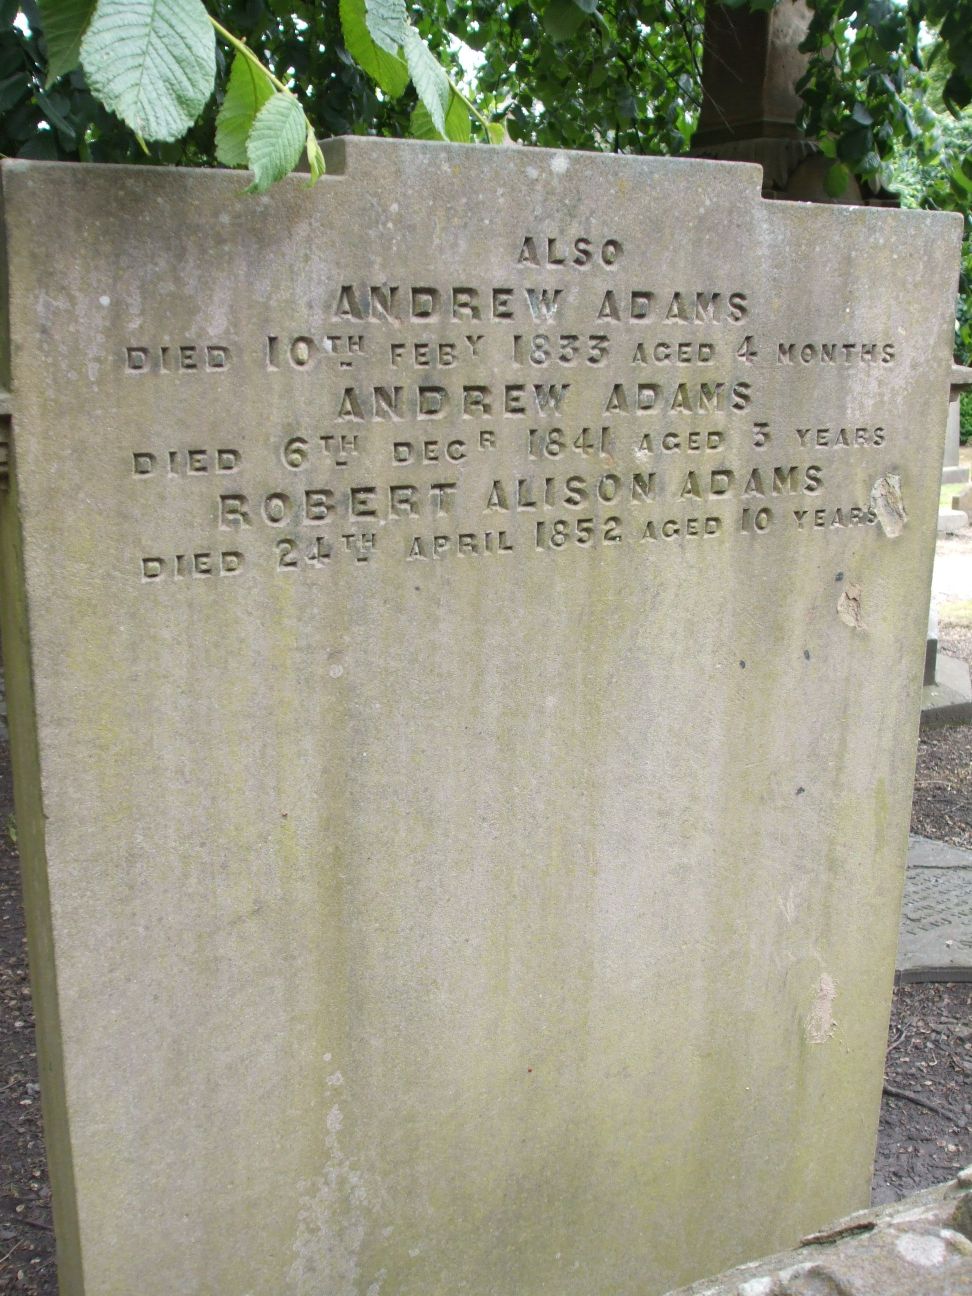 ALSO
ANDREW ADAMS
DIED 10TH FEBY 1833 AGED 4 MONTHS
ANDREW ADAMS
DIED 6TH DECR 1841 AGED 3 YEARS
ROBERT ALISON ADAMS
DIED 24TH APRIL 1852 AGED 10 YEARS